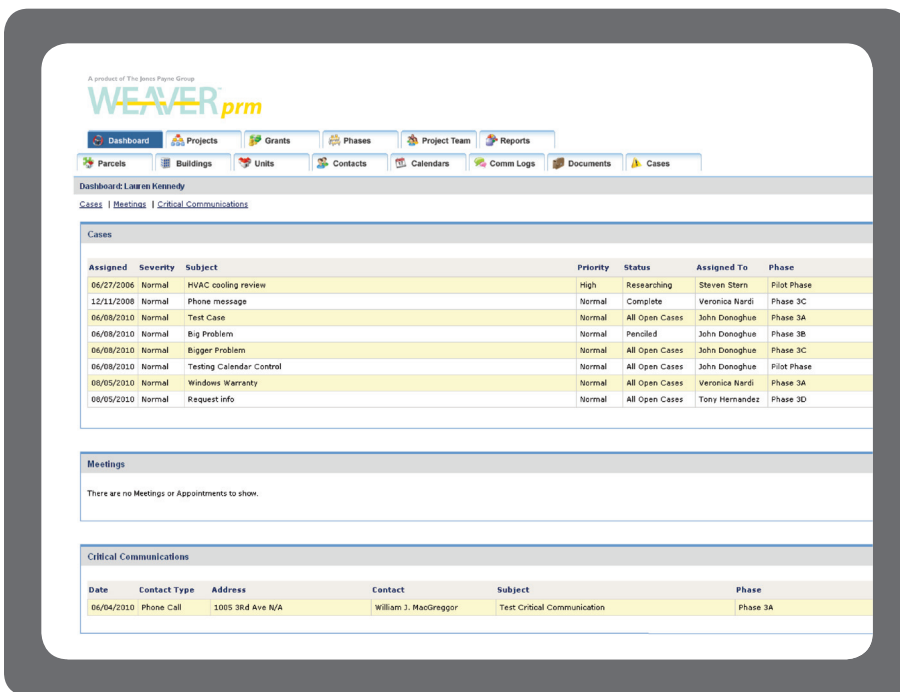 A product of The Jones Payne Group
WEAVER prm
Dashboard Projects Grants Phases Project Team Reports
Parcels Buildings Units Contacts Calendars Comm Logs Documents Cases
Dashboard: Lauren Kennedy
Cases | Meetings | Critical Communications
Cases
Assigned Severity Subject Priority Status Assigned To Phase
06/27/2006 Normal HVAC cooling review High Researching Steven Stern Pilot Phase
12/11/2008 Normal Phone message Normal Complete Veronica Nardi Phase 3C
06/08/2010 Normal Test Case Normal All Open Cases John Donoghue Phase 3A
06/08/2010 Normal Big Problem Normal Penciled John Donoghue Phase 3B
06/08/2010 Normal Bigger Problem Normal All Open Cases John Donoghue Phase 3C
06/08/2010 Normal Testing Calendar Control Normal All Open Cases John Donoghue Pilot Phase
08/05/2010 Normal Windows Warranty Normal All Open Cases Veronica Nardi Phase 3A
08/05/2010 Normal Request info Normal All Open Cases Tony Hernandez Phase 3D
Meetings
There are no Meetings or Appointments to show.
Critical Communications
Date Contact Type Address Contact Subject Phase
06/04/2010 Phone Call 1005 3Rd Ave N/A William J. MacGreggor Test Critical Communication Phase 3A